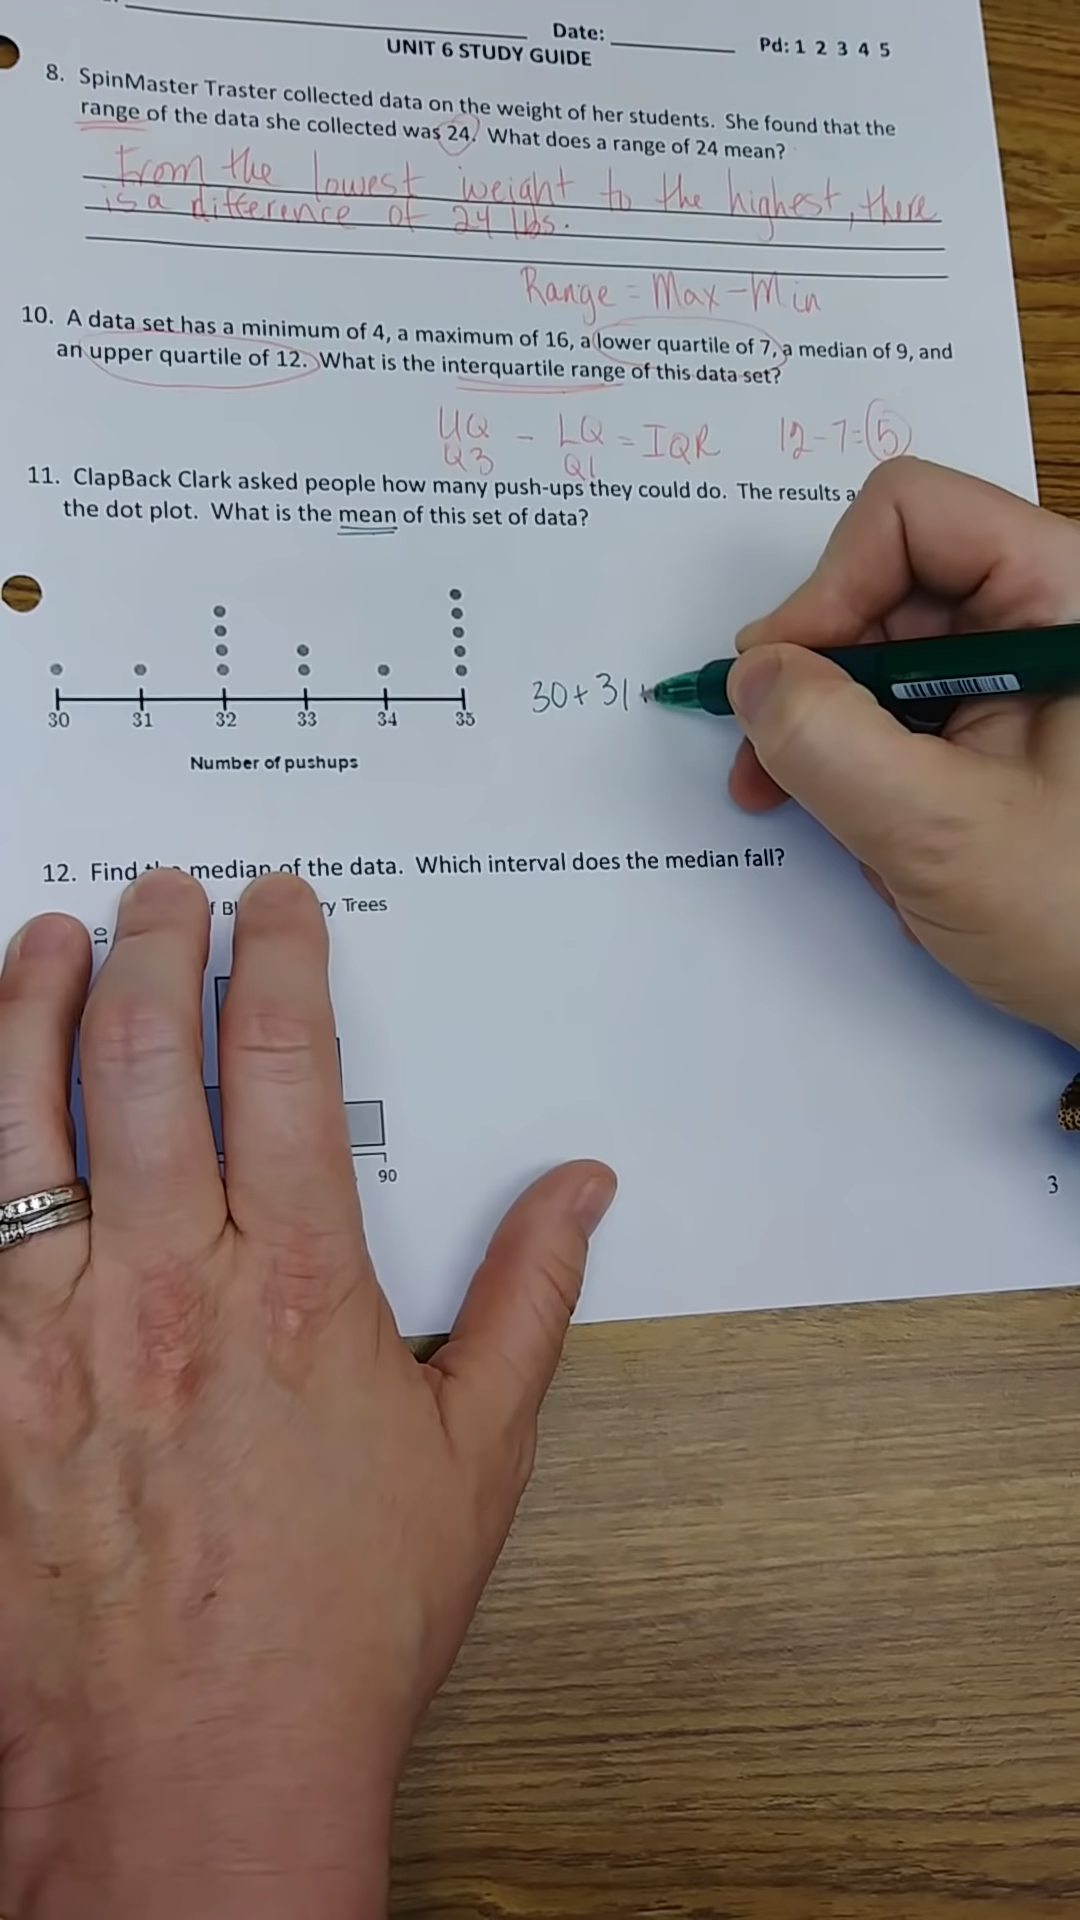 Date:
Pd: 1 2 3 4 5
UNIT 6 STUDY GUIDE
8. SpinMaster Traster collected data on the weight of her students. She found that the
range of the data she collected was 24. What does a range of 24 mean?
From the lowest weight to the highest, there
is a difference of 24 lbs.
Range = Max - Min
10. A data set has a minimum of 4, a maximum of 16, a lower quartile of 7, a median of 9, and
an upper quartile of 12. What is the interquartile range of this data set?
UQ - LQ = IQR 12-7=5
Q3 Q1
11. ClapBack Clark asked people how many push-ups they could do. The results
the dot plot. What is the mean of this set of data?
30+31+
30 31 32 33 34 35
Number of pushups
12. Find median of the data. Which interval does the median fall?
Trees
10
90
3